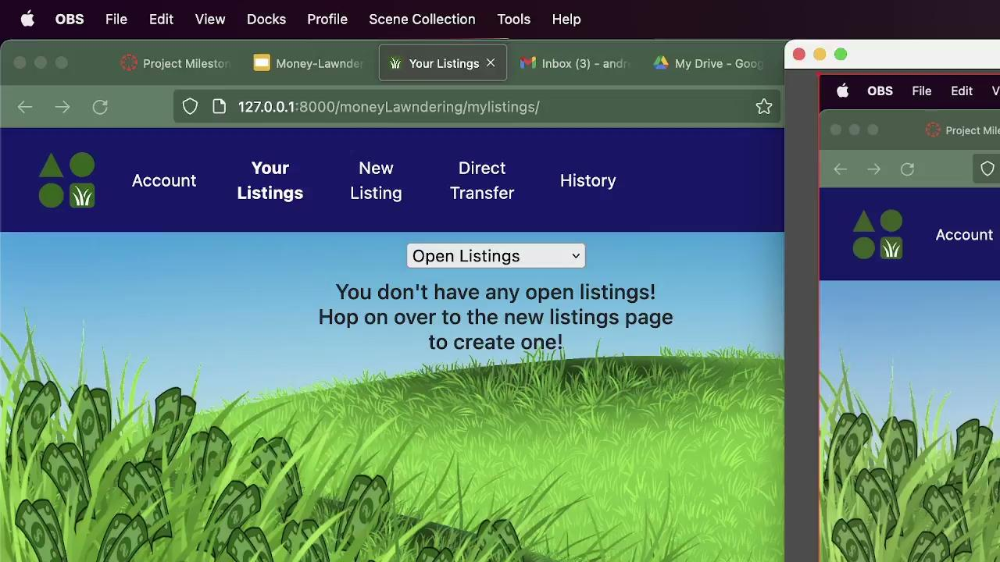 OBS File Edit View Docks Profile Scene Collection Tools Help
Project Mileston Money-Lawnder Your Listings Inbox (3) - andr My Drive - Goog
127.0.0.1:8000/moneyLawndering/mylistings/
Account Your Listings New Listing Direct Transfer History
Open Listings
You don't have any open listings!
Hop on over to the new listings page
to create one!
OBS File Edit V
Project Mile
Account